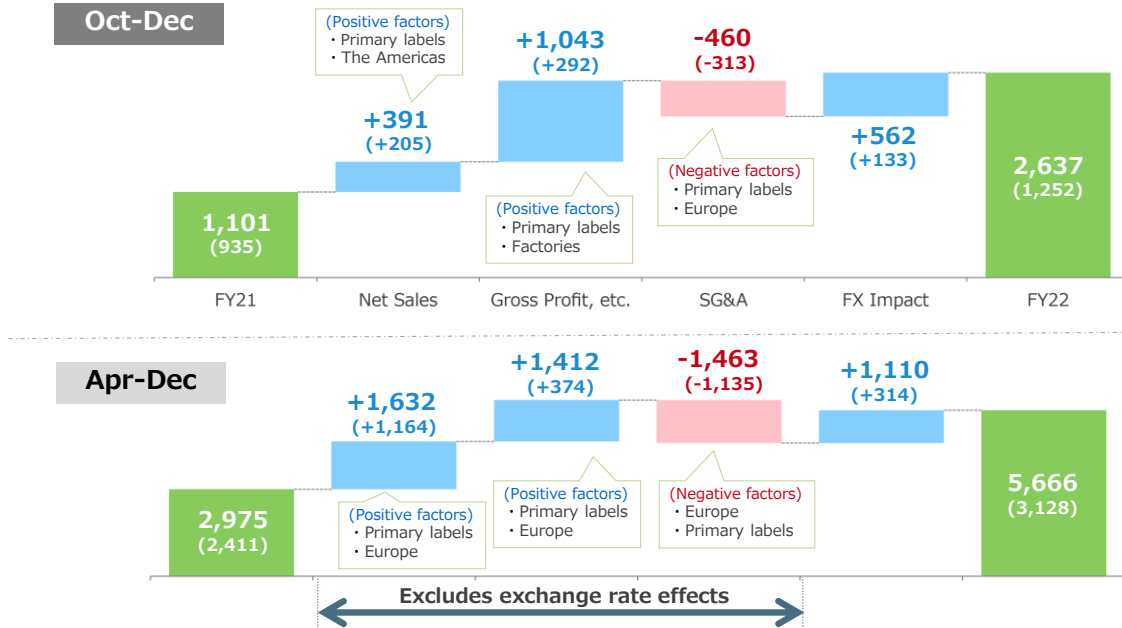 Oct-Dec
(Positive factors)
・Primary labels
・The Americas
+391
(+205)
+1,043
(+292)
-460
(-313)
+562
(+133)
2,637
(1,252)
(Negative factors)
・Primary labels
・Europe
(Positive factors)
・Primary labels
・Factories
1,101
(935)
FY21
Net Sales
Gross Profit, etc.
SG&A
FX Impact
FY22
Apr-Dec
+1,632
(+1,164)
+1,412
(+374)
-1,463
(-1,135)
+1,110
(+314)
2,975
(2,411)
(Positive factors)
・Primary labels
・Europe
(Positive factors)
・Primary labels
・Europe
(Negative factors)
・Europe
・Primary labels
5,666
(3,128)
Excludes exchange rate effects